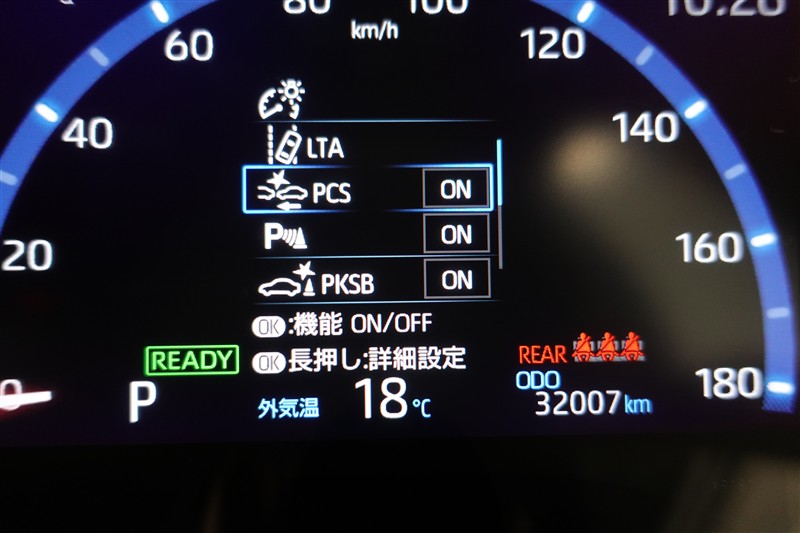 80 100
km/h
60 120
40 140
LTA
PCS ON
P ON
20 160
PKSB ON
OK:機能 ON/OFF
READY OK長押し:詳細設定
REAR
0 P 外気温 18℃ ODO 180
32007km